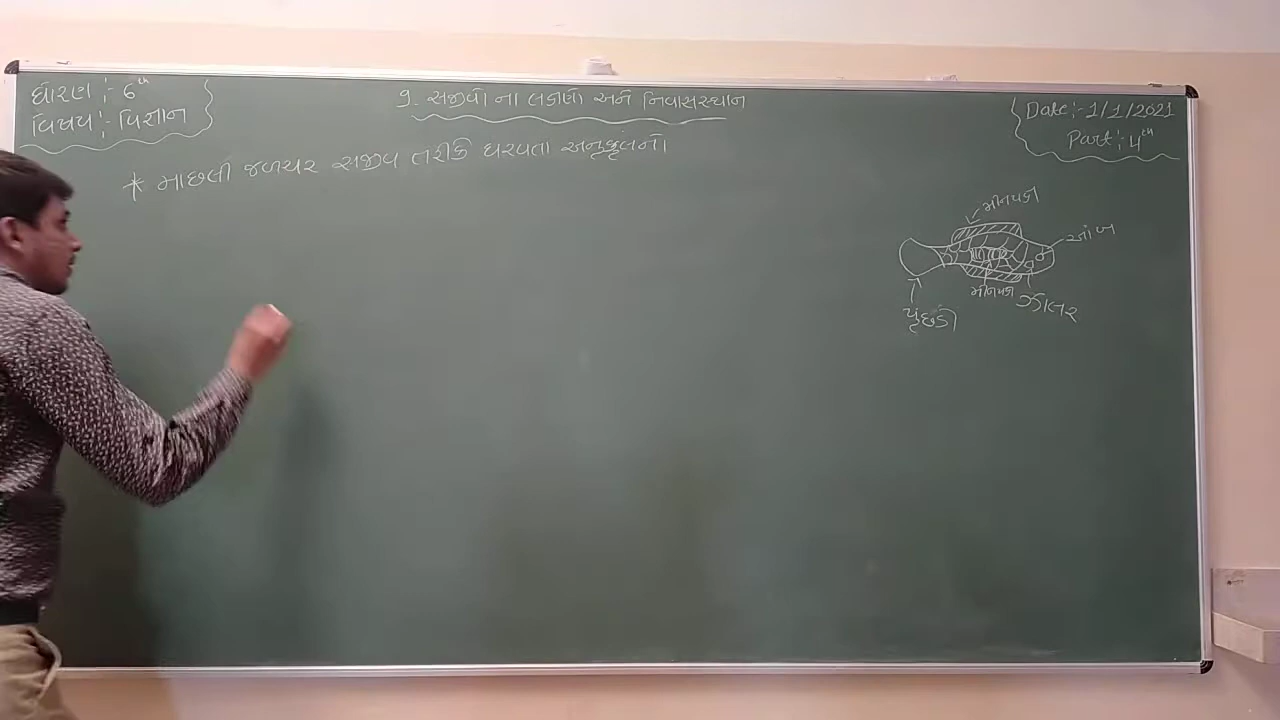 ધોરણ :- 6th
વિષય :- વિજ્ઞાન
9. સજીવો ના લક્ષણો અને નિવાસસ્થાન
Date :- 1/1/2021
Part :- 4th
* માછલી જળચર સજીવ તરીકે ધરાવતા અનુકૂલનો
મીનપક્ષ
આંખ
મીનપક્ષ
ઝાલર
પૂંછડી